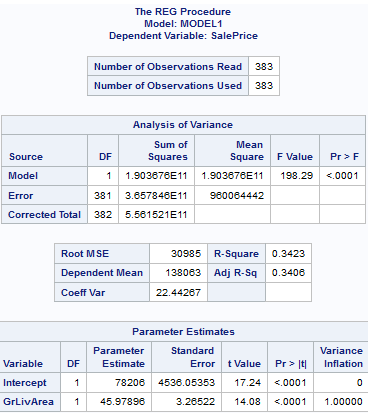 The REG Procedure
Model: MODEL1
Dependent Variable: SalePrice
Number of Observations Read 383
Number of Observations Used 383
Analysis of Variance
Source DF Sum of Squares Mean Square F Value Pr > F
Model 1 1.903676E11 1.903676E11 198.29 <.0001
Error 381 3.657846E11 960064442
Corrected Total 382 5.561521E11
Root MSE 30985 R-Square 0.3423
Dependent Mean 138063 Adj R-Sq 0.3406
Coeff Var 22.44267
Parameter Estimates
Variable DF Parameter Estimate Standard Error t Value Pr > |t| Variance Inflation
Intercept 1 78206 4536.05353 17.24 <.0001 0
GrLivArea 1 45.97896 3.26522 14.08 <.0001 1.00000